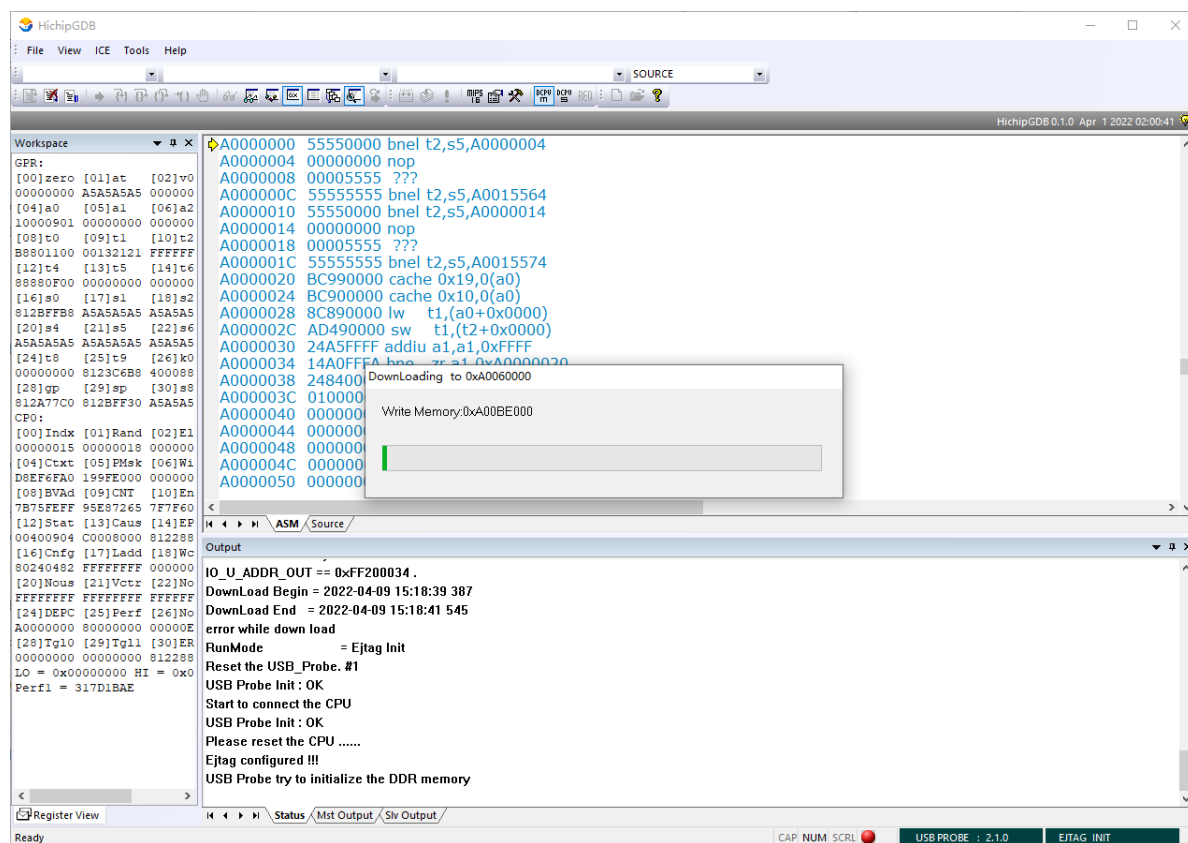 HichipGDB
File View ICE Tools Help
SOURCE
HichipGDB 0.1.0 Apr 1 2022 02:00:41
Workspace
GPR:
[00]zero [01]at [02]v0
00000000 A5A5A5A5 000000
[04]a0 [05]a1 [06]a2
10000901 00000000 000000
[08]t0 [09]t1 [10]t2
B8801100 00132121 FFFFFF
[12]t4 [13]t5 [14]t6
88880F00 00000000 000000
[16]s0 [17]s1 [18]s2
812BFFB8 A5A5A5A5 A5A5A5
[20]s4 [21]s5 [22]s6
A5A5A5A5 A5A5A5A5 A5A5A5
[24]t8 [25]t9 [26]k0
00000000 8123C6B8 400088
[28]gp [29]sp [30]s8
812A77C0 812BFF30 A5A5A5
CP0:
[00]Indx [01]Rand [02]El
00000015 00000018 000000
[04]Ctxt [05]PMsk [06]Wi
D8EF6FA0 199FE000 000000
[08]BVAd [09]CNT [10]En
7B75FEFF 95E87265 7F7F60
[12]Stat [13]Caus [14]EP
00400904 C0008000 812288
[16]Cnfg [17]Ladd [18]Wc
80240482 FFFFFFFF 000000
[20]Nous [21]Vctr [22]No
FFFFFFFF FFFFFFFF FFFFFF
[24]DEPC [25]Perf [26]No
A0000000 80000000 00000E
[28]Tgl0 [29]Tgl1 [30]ER
00000000 00000000 812288
LO = 0x00000000 HI = 0x0
Perf1 = 317D1BAE
Register View
A0000000 55550000 bnel t2,s5,A0000004
A0000004 00000000 nop
A0000008 00005555 ???
A000000C 55555555 bnel t2,s5,A0015564
A0000010 55550000 bnel t2,s5,A0000014
A0000014 00000000 nop
A0000018 00005555 ???
A000001C 55555555 bnel t2,s5,A0015574
A0000020 BC990000 cache 0x19,0(a0)
A0000024 BC900000 cache 0x10,0(a0)
A0000028 8C890000 lw t1,(a0+0x0000)
A000002C AD490000 sw t1,(t2+0x0000)
A0000030 24A5FFFF addiu a1,a1,0xFFFF
A0000034 14A0FFFA bne zr,a1,0xA0000020
A0000038 248400
A000003C 010000
A0000040 000000
A0000044 000000
A0000048 000000
A000004C 000000
A0000050 000000
DownLoading to 0xA0060000
Write Memory:0xA00BE000
ASM Source
Output
IO_U_ADDR_OUT == 0xFF200034 .
DownLoad Begin = 2022-04-09 15:18:39 387
DownLoad End = 2022-04-09 15:18:41 545
error while down load
RunMode = Ejtag Init
Reset the USB_Probe. #1
USB Probe Init : OK
Start to connect the CPU
USB Probe Init : OK
Please reset the CPU ......
Ejtag configured !!!
USB Probe try to initialize the DDR memory
Status Mst Output Slv Output
Ready
CAP NUM SCRL
USB PROBE : 2.1.0
EJTAG INIT